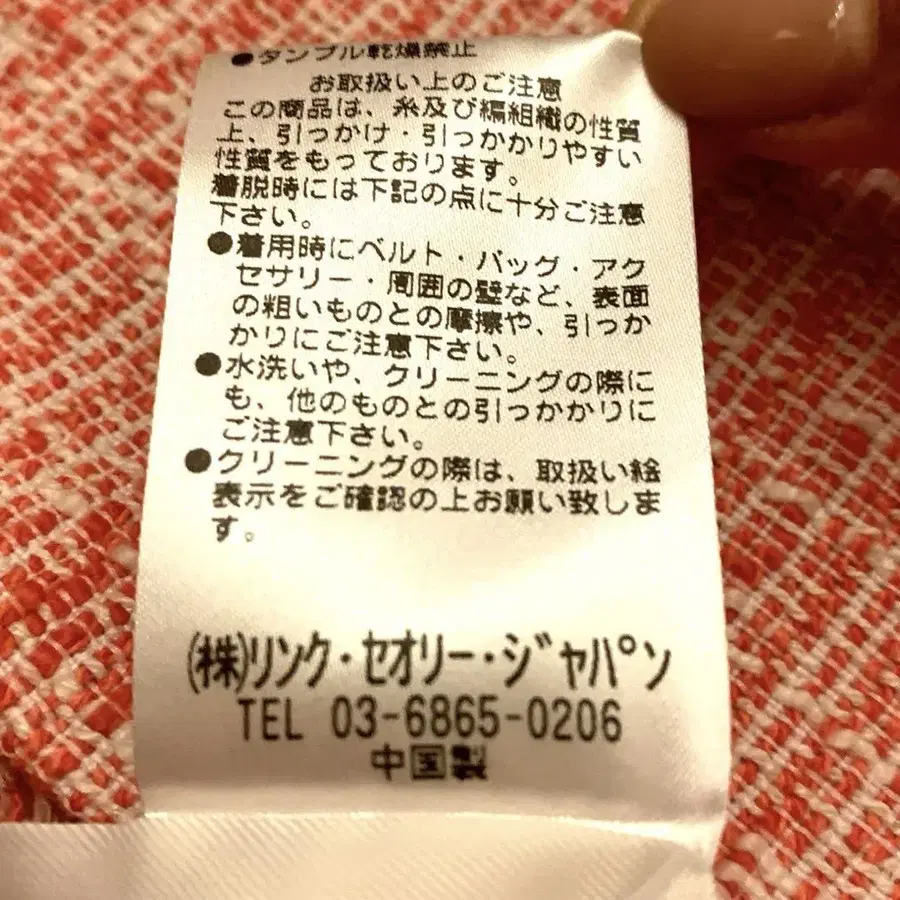 ●タンブル乾燥禁止
お取扱い上のご注意
この商品は、糸及び編組織の性質
上、引っかけ・引っかかりやすい
性質をもっております。
着脱時には下記の点に十分ご注意
下さい。
●着用時にベルト・バッグ・アク
セサリー・周囲の壁など、表面
の粗いものとの摩擦や、引っか
かりにご注意下さい。
●水洗いや、クリーニングの際に
も、他のものとの引っかかりに
ご注意下さい。
●クリーニングの際は、取扱い絵
表示をご確認の上お願い致しま
す。
(株)リンク・セオリー・ジャパン
TEL 03-6865-0206
中国製